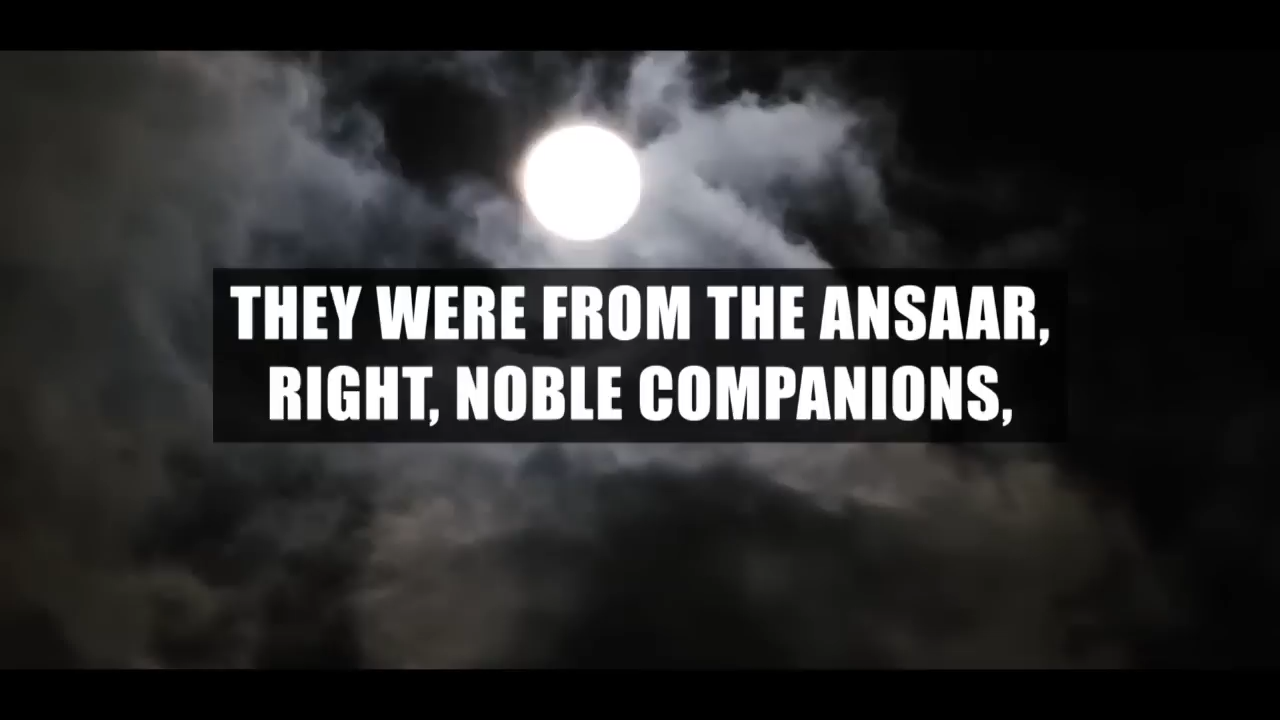 THEY WERE FROM THE ANSAAR,
RIGHT, NOBLE COMPANIONS,